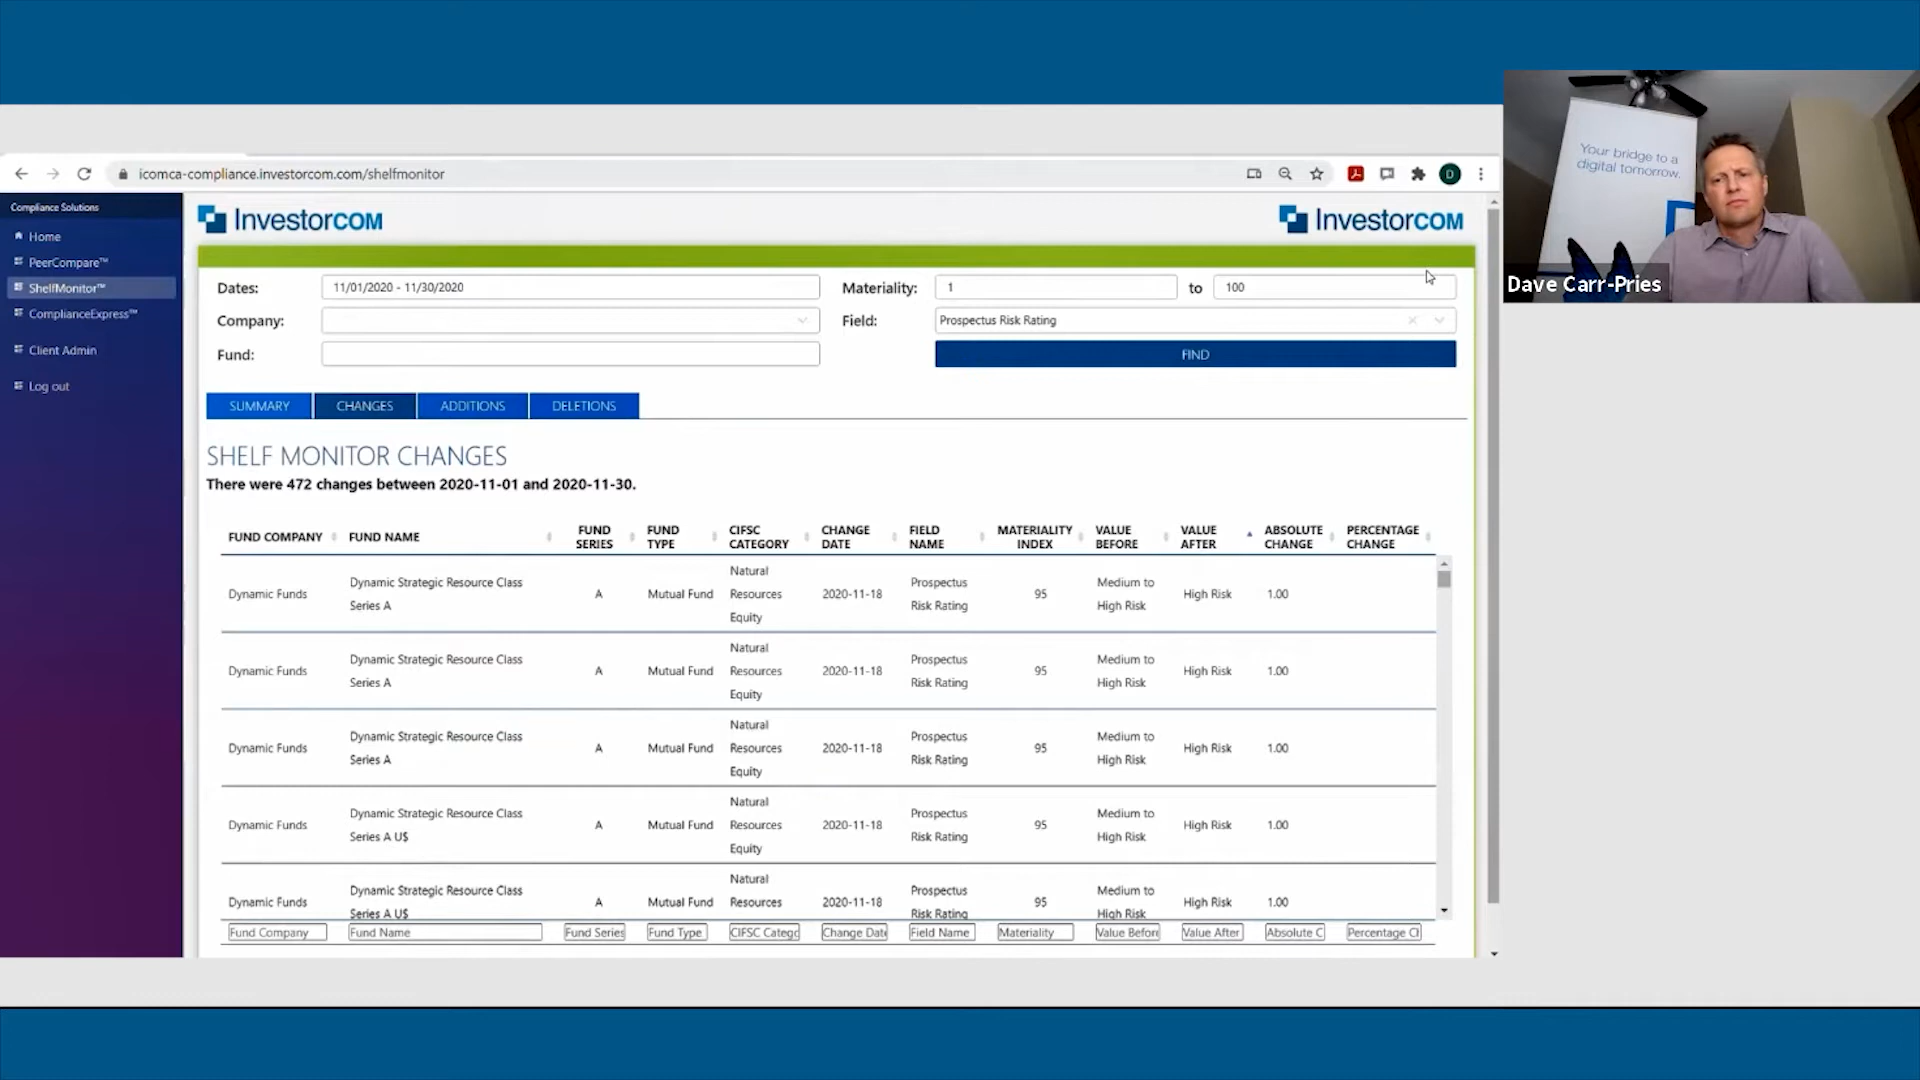 icomca-compliance.investorcom.com/shelfmonitor
D
Your bridge to a
digital tomorrow.
Dave Carr-Pries
Compliance Solutions
Home
PeerCompare™
ShelfMonitor™
ComplianceExpress™
Client Admin
Log out
InvestorCOM
InvestorCOM
Dates: 11/01/2020 - 11/30/2020 Materiality: 1 to 100
Company: Field: Prospectus Risk Rating
Fund: FIND
SUMMARY CHANGES ADDITIONS DELETIONS
SHELF MONITOR CHANGES
There were 472 changes between 2020-11-01 and 2020-11-30.
FUND COMPANY FUND NAME FUND SERIES FUND TYPE CIFSC CATEGORY CHANGE DATE FIELD NAME MATERIALITY INDEX VALUE BEFORE VALUE AFTER ABSOLUTE CHANGE PERCENTAGE CHANGE
Dynamic Funds Dynamic Strategic Resource Class Series A A Mutual Fund Natural Resources Equity 2020-11-18 Prospectus Risk Rating 95 Medium to High Risk High Risk 1.00
Dynamic Funds Dynamic Strategic Resource Class Series A A Mutual Fund Natural Resources Equity 2020-11-18 Prospectus Risk Rating 95 Medium to High Risk High Risk 1.00
Dynamic Funds Dynamic Strategic Resource Class Series A A Mutual Fund Natural Resources Equity 2020-11-18 Prospectus Risk Rating 95 Medium to High Risk High Risk 1.00
Dynamic Funds Dynamic Strategic Resource Class Series A U$ A Mutual Fund Natural Resources Equity 2020-11-18 Prospectus Risk Rating 95 Medium to High Risk High Risk 1.00
Dynamic Funds Dynamic Strategic Resource Class Series A U$ A Mutual Fund Natural Resources 2020-11-18 Prospectus Risk Rating 95 Medium to High Risk High Risk 1.00
Fund Company Fund Name Fund Series Fund Type CIFSC Catego Change Date Field Name Materiality Value Before Value After Absolute C Percentage Cl